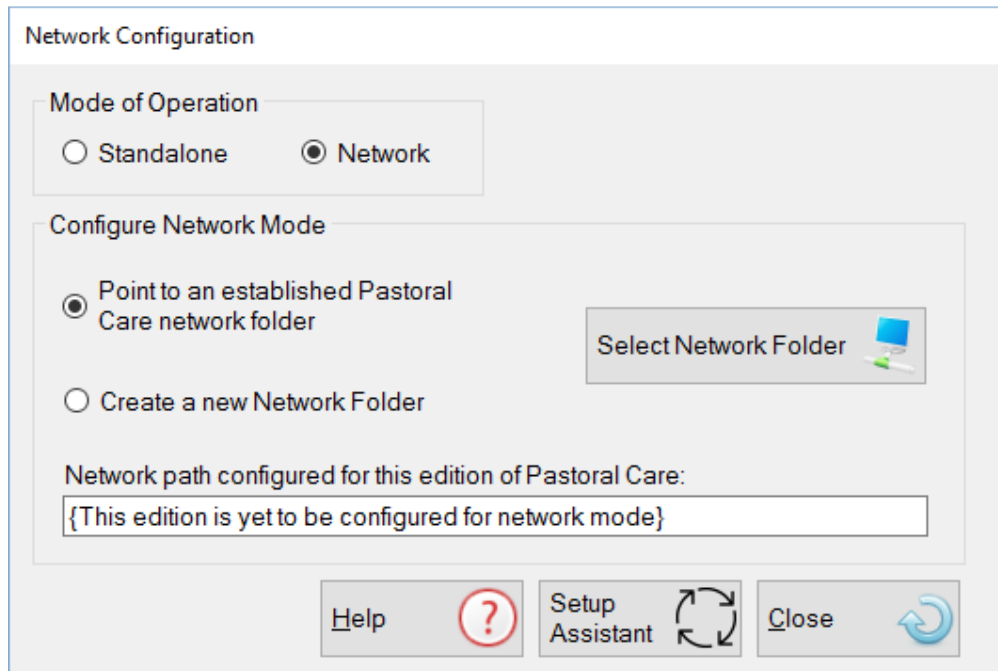 Network Configuration
Mode of Operation
Standalone
Network
Configure Network Mode
Point to an established Pastoral
Care network folder
Select Network Folder
Create a new Network Folder
Network path configured for this edition of Pastoral Care:
{This edition is yet to be configured for network mode}
Help
?
Setup
Assistant
Close